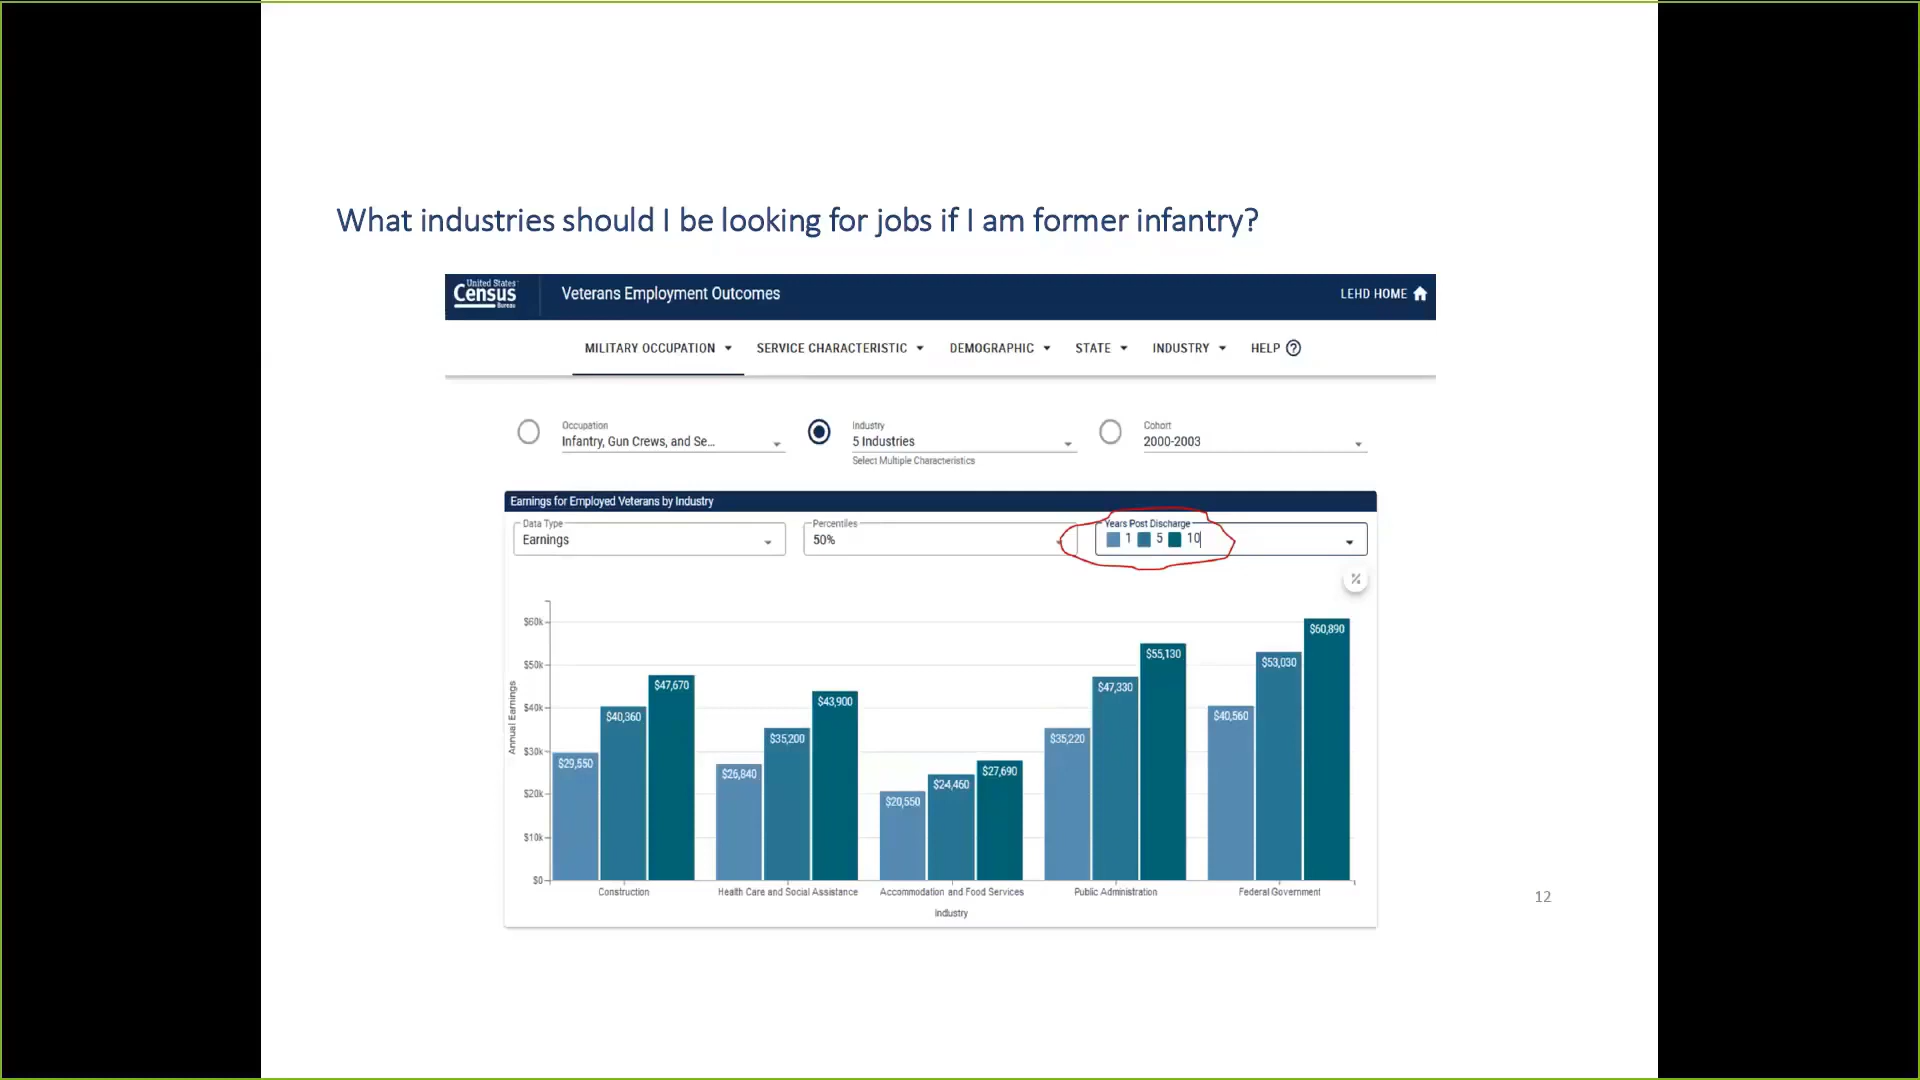 What industries should I be looking for jobs if I am former infantry?
United States
Census
Bureau
Veterans Employment Outcomes
LEHD HOME
MILITARY OCCUPATION SERVICE CHARACTERISTIC DEMOGRAPHIC STATE INDUSTRY HELP ?
Occupation Industry Cohort
Infantry, Gun Crews, and Se... 5 Industries 2000-2003
Select Multiple Characteristics
Earnings for Employed Veterans by Industry
Data Type Percentiles Years Post Discharge
Earnings 50% 1 5 10
%
Annual Earnings
$60k
$50k
$40k
$30k
$20k
$10k
$0
$29,550 $40,360 $47,670
$26,840 $35,200 $43,900
$20,550 $24,460 $27,690
$35,220 $47,330 $55,130
$40,560 $53,030 $60,890
Construction Health Care and Social Assistance Accommodation and Food Services Public Administration Federal Government
Industry
12